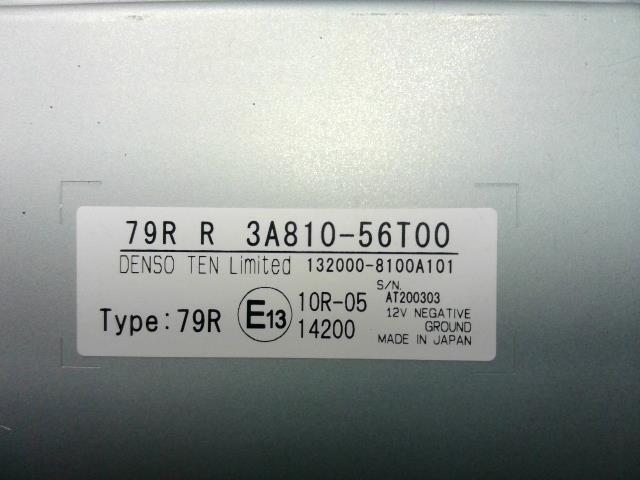 79R R 3A810-56T00
DENSO TEN Limited 132000-8100A101
Type: 79R
E13
10R-05
14200
S/N.
AT200303
12V NEGATIVE
GROUND
MADE IN JAPAN